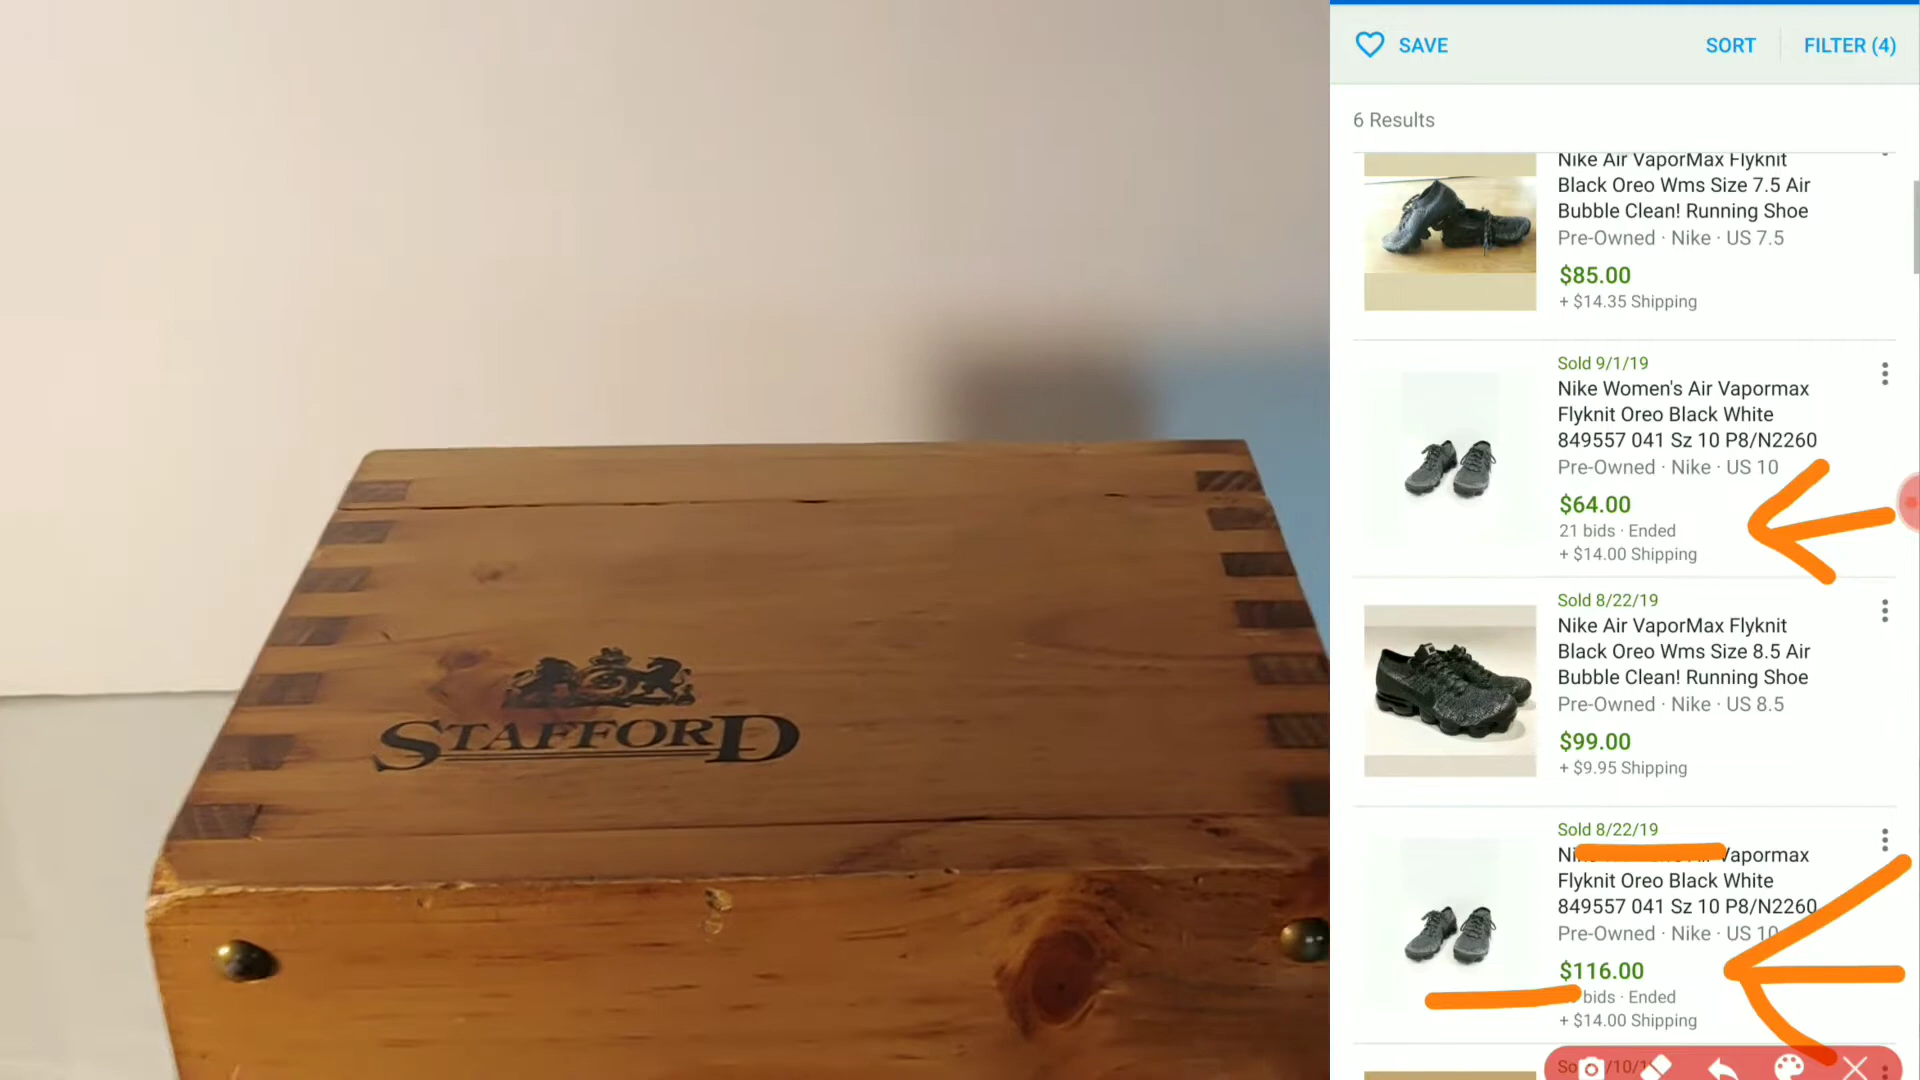 STAFFORD
SAVE
SORT
FILTER (4)
6 Results
Nike Air VaporMax Flyknit
Black Oreo Wms Size 7.5 Air
Bubble Clean! Running Shoe
Pre-Owned · Nike · US 7.5
$85.00
+ $14.35 Shipping
Sold 9/1/19
Nike Women's Air Vapormax
Flyknit Oreo Black White
849557 041 Sz 10 P8/N2260
Pre-Owned · Nike · US 10
$64.00
21 bids · Ended
+ $14.00 Shipping
Sold 8/22/19
Nike Air VaporMax Flyknit
Black Oreo Wms Size 8.5 Air
Bubble Clean! Running Shoe
Pre-Owned · Nike · US 8.5
$99.00
+ $9.95 Shipping
Sold 8/22/19
Vapormax
Flyknit Oreo Black White
849557 041 Sz 10 P8/N2260
Pre-Owned · Nike · US 10
$116.00
bids · Ended
+ $14.00 Shipping